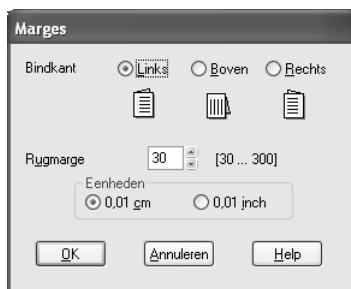 Marges
Bindkant Links Boven Rechts
Rugmarge 30 [30 ... 300]
Eenheden
0,01 cm 0,01 inch
OK Annuleren Help